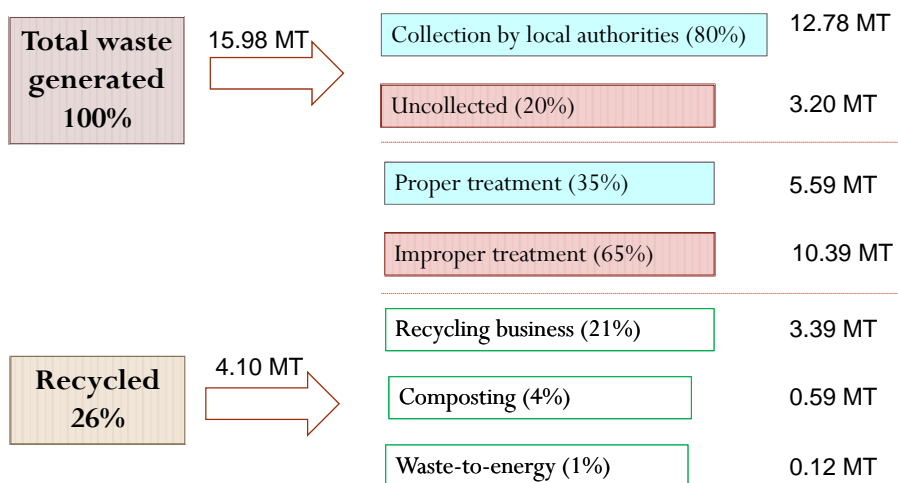 Total waste
generated
100%
15.98 MT
Collection by local authorities (80%)
12.78 MT
Uncollected (20%)
3.20 MT
Proper treatment (35%)
5.59 MT
Improper treatment (65%)
10.39 MT
Recycled
26%
4.10 MT
Recycling business (21%)
3.39 MT
Composting (4%)
0.59 MT
Waste-to-energy (1%)
0.12 MT